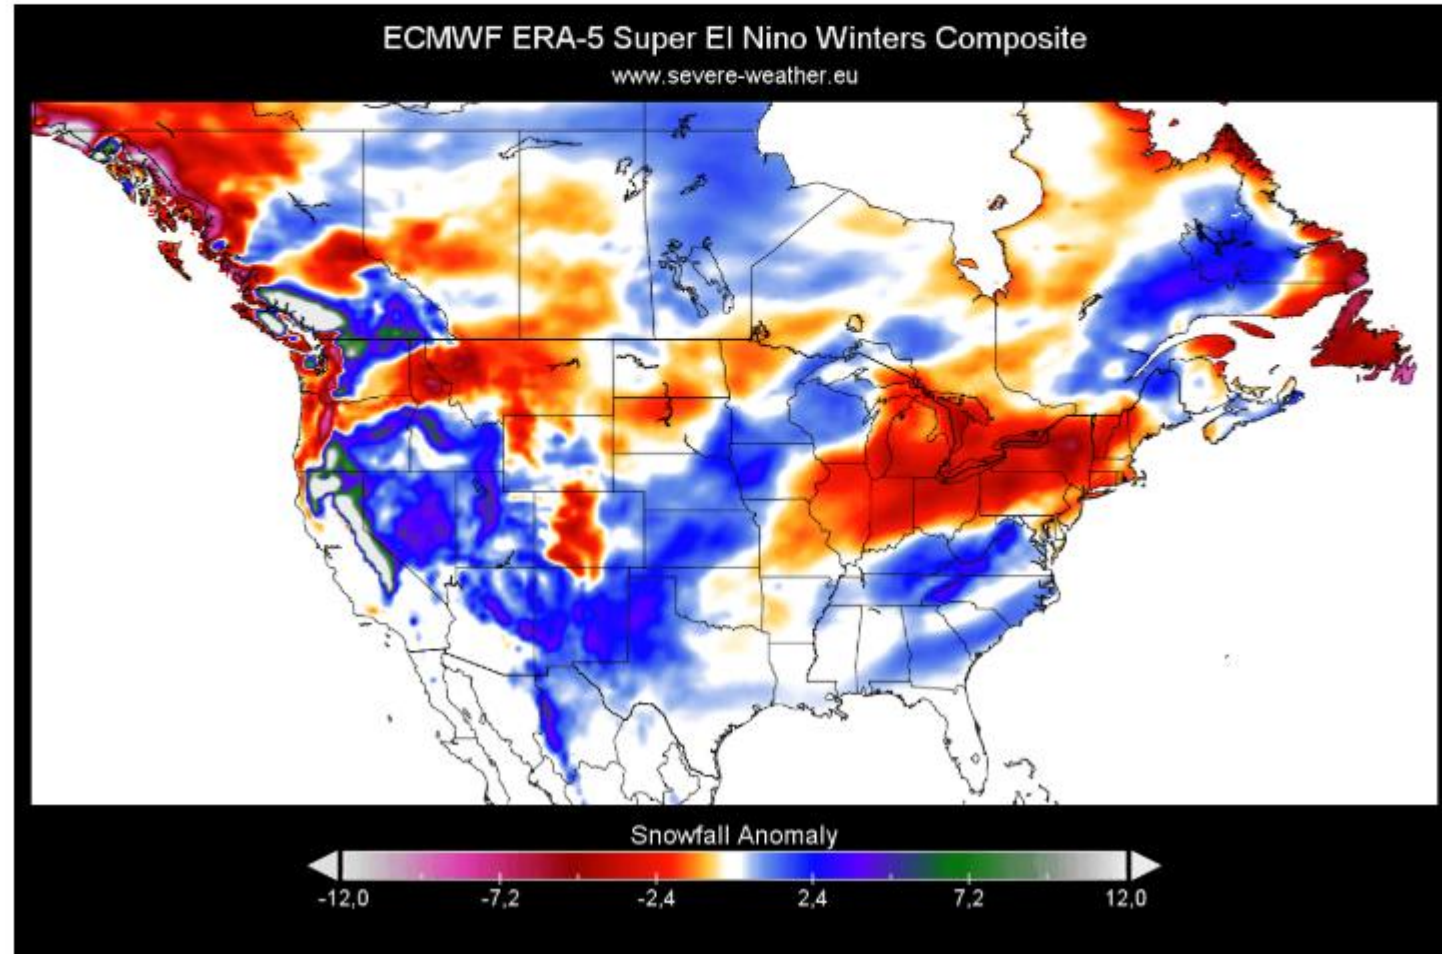 ECMWF ERA-5 Super El Nino Winters Composite
www.severe-weather.eu
Snowfall Anomaly
-12,0 -7,2 -2,4 2,4 7,2 12,0